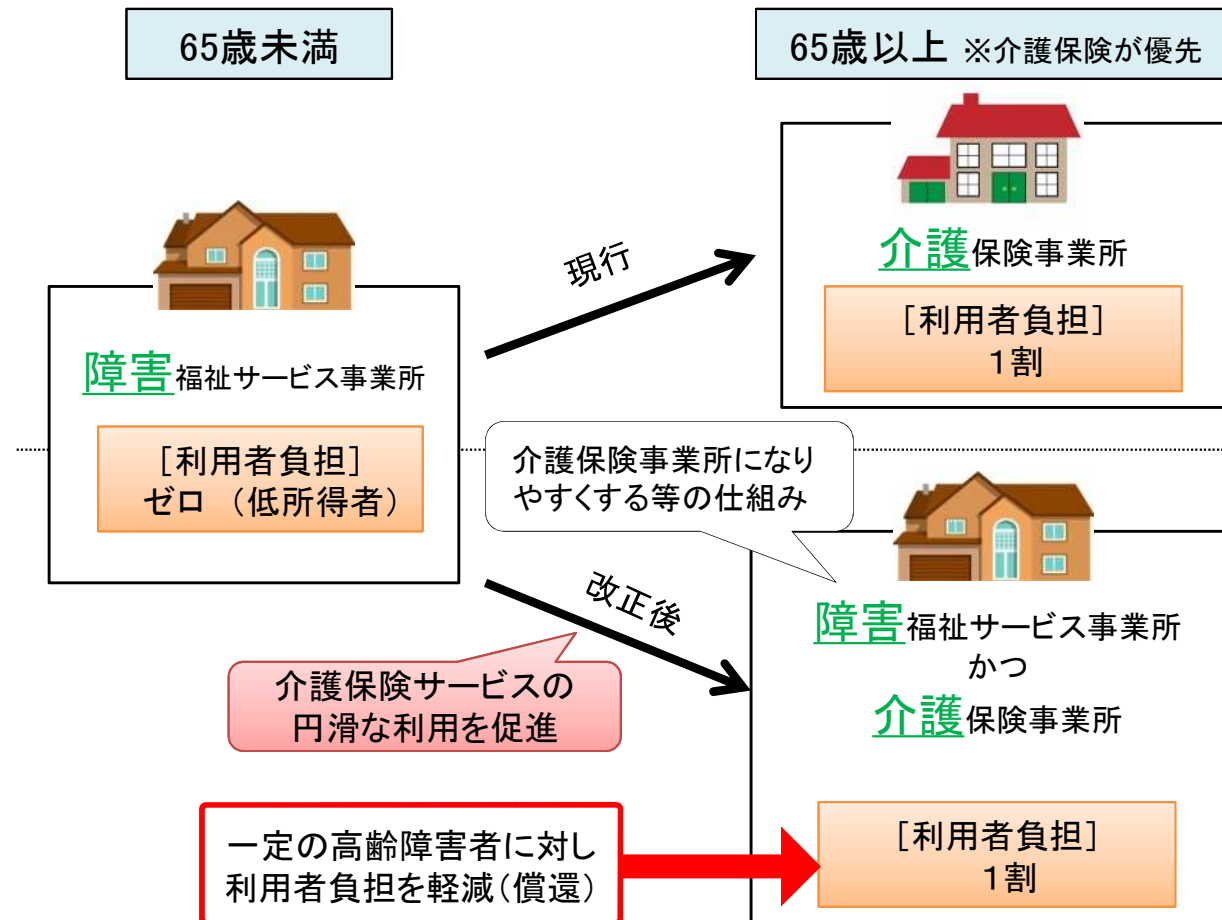 65歳未満
65歳以上 ※介護保険が優先
現行
介護保険事業所
[利用者負担]
1割
障害福祉サービス事業所
[利用者負担]
ゼロ (低所得者)
介護保険事業所になり
やすくする等の仕組み
改正後
介護保険サービスの
円滑な利用を促進
障害福祉サービス事業所
かつ
介護保険事業所
一定の高齢障害者に対し
利用者負担を軽減(償還)
[利用者負担]
1割